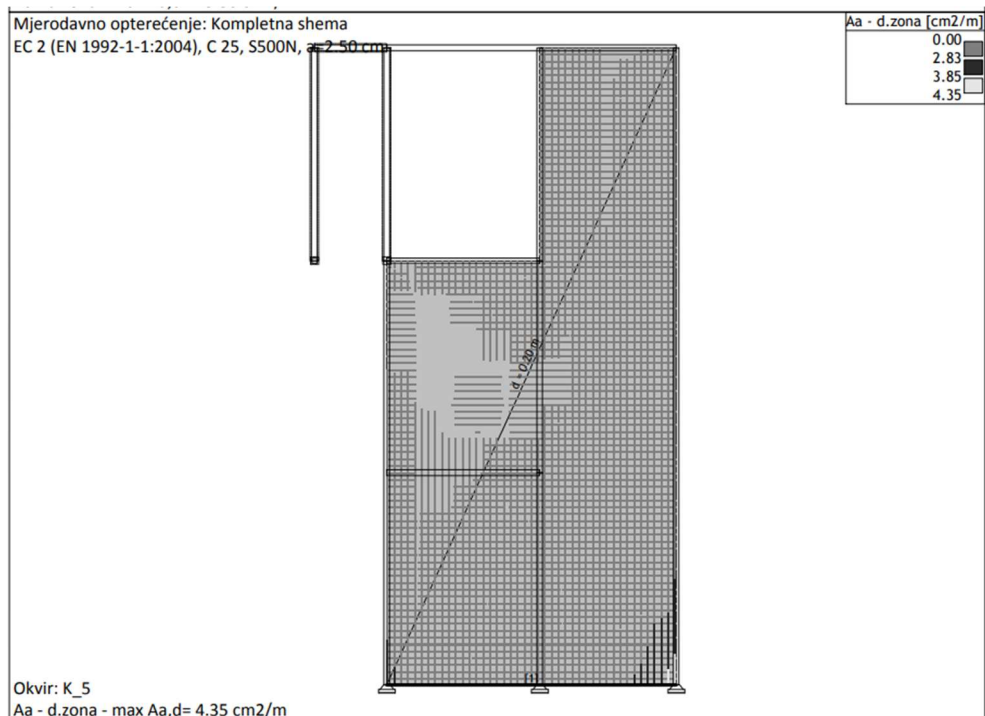 Mjerodavno opterećenje: Kompletna shema
EC 2 (EN 1992-1-1:2004), C 25, S500N, a=2.50 cm
Aa - d.zona [cm2/m]
0.00
2.83
3.85
4.35
d = 0.20 m
Okvir: K_5
Aa - d.zona - max Aa,d= 4.35 cm2/m